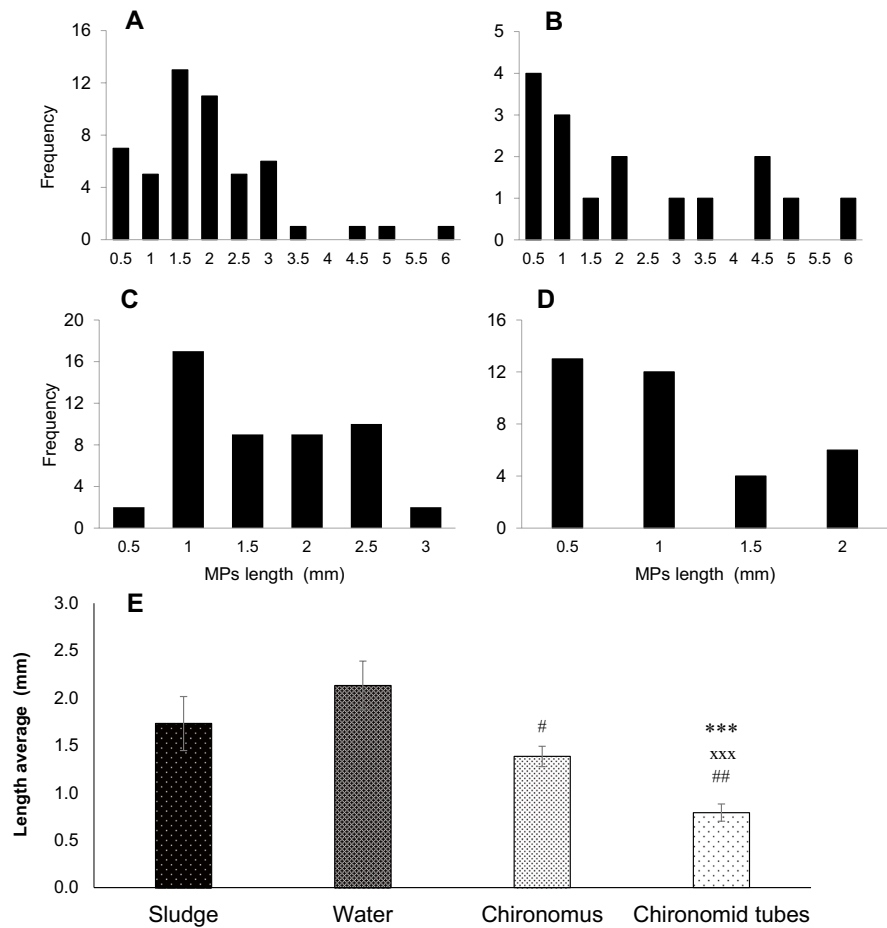 A
Frequency
16
12
8
4
0
0.5 1 1.5 2 2.5 3 3.5 4 4.5 5 5.5 6
B
5
4
3
2
1
0
0.5 1 1.5 2 2.5 3 3.5 4 4.5 5 5.5 6
C
Frequency
20
16
12
8
4
0
0.5 1 1.5 2 2.5 3
MPs length (mm)
D
16
12
8
4
0
0.5 1 1.5 2
MPs length (mm)
E
Length average (mm)
3.0
2.5
2.0
1.5
1.0
0.5
0.0
#
***
xxx
##
Sludge Water Chironomus Chironomid tubes